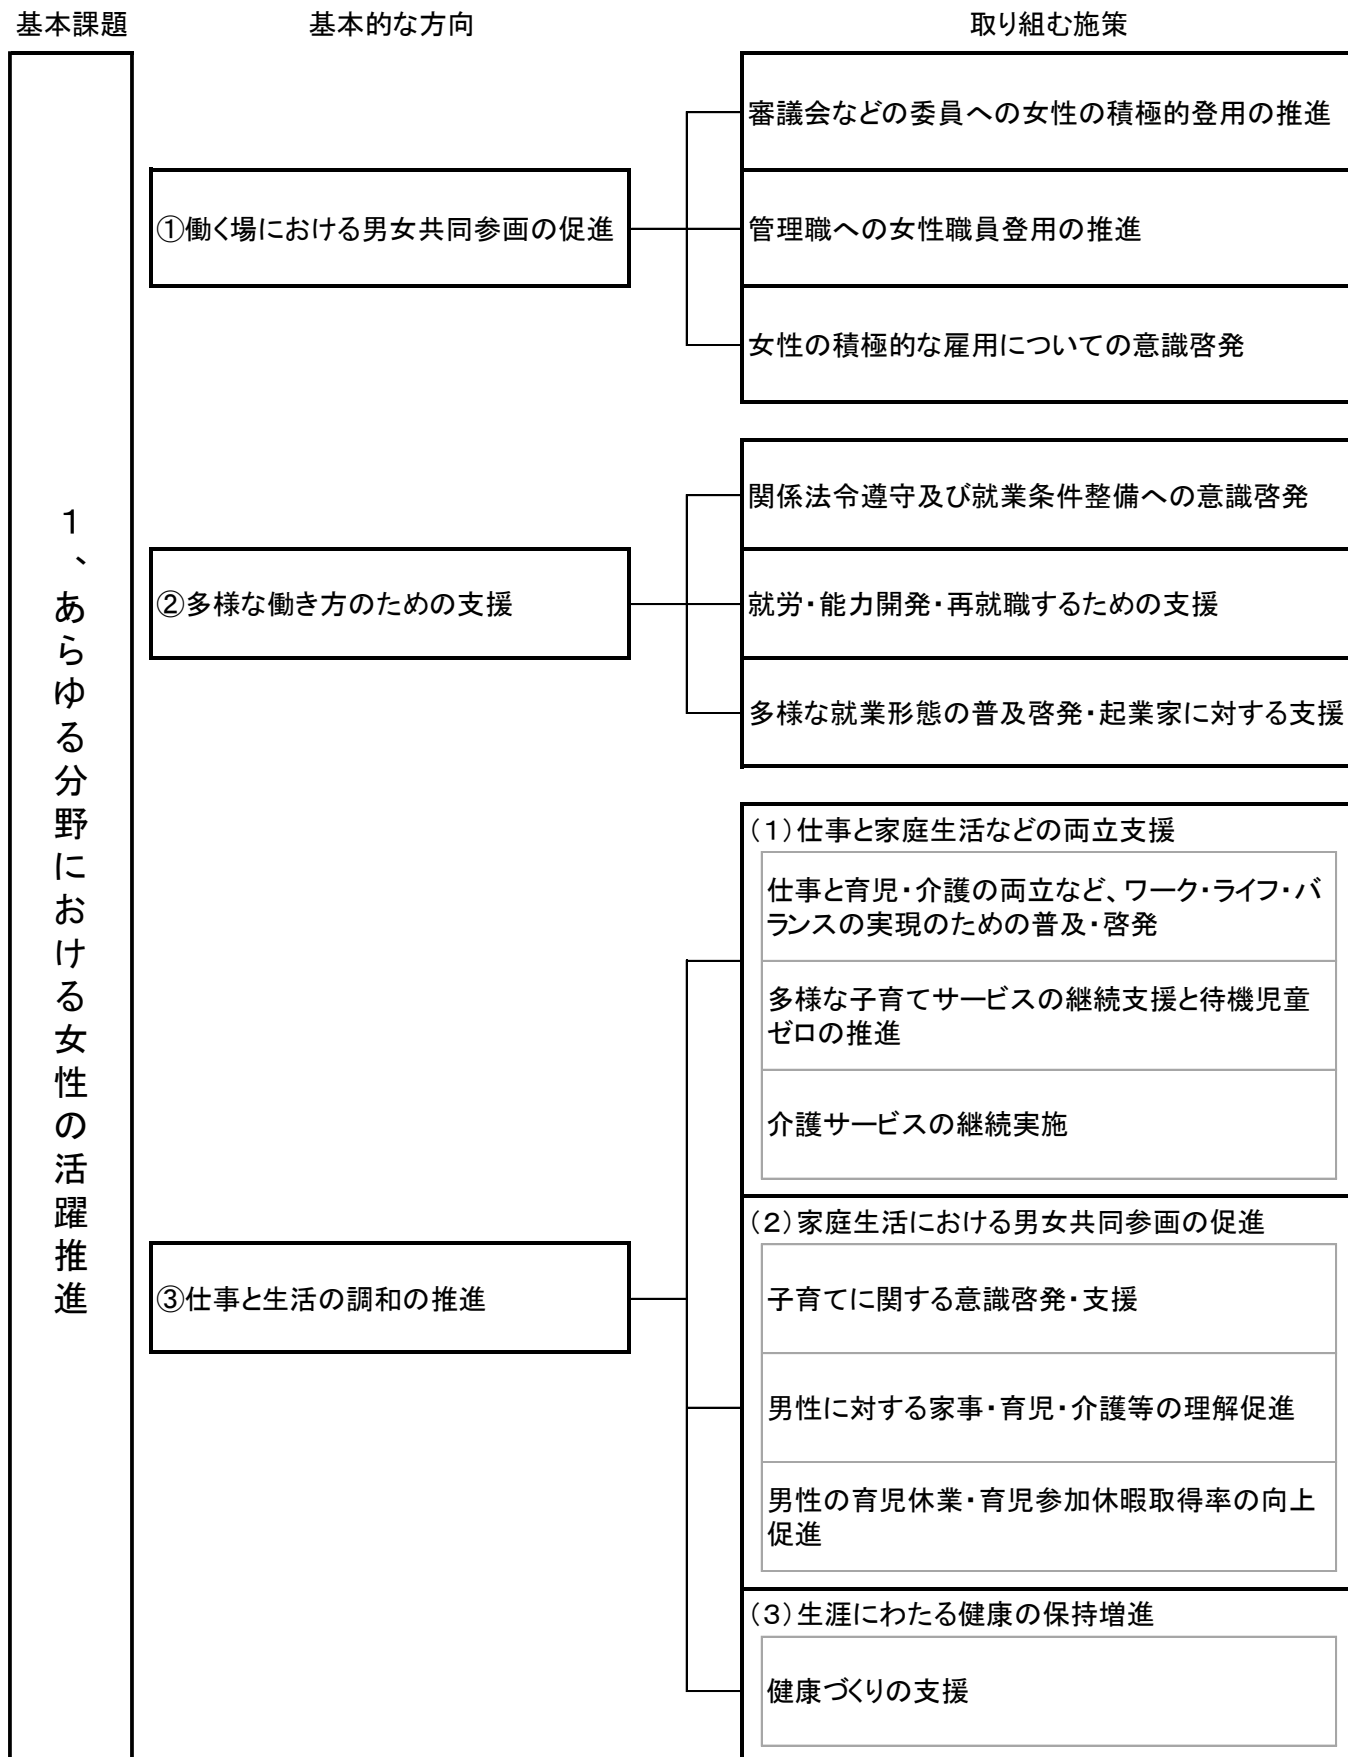 基本課題
基本的な方向
取り組む施策
1、あらゆる分野における女性の活躍推進
①働く場における男女共同参画の促進
審議会などの委員への女性の積極的登用の推進
管理職への女性職員登用の推進
女性の積極的な雇用についての意識啓発
②多様な働き方のための支援
関係法令遵守及び就業条件整備への意識啓発
就労・能力開発・再就職するための支援
多様な就業形態の普及啓発・起業家に対する支援
③仕事と生活の調和の推進
（1）仕事と家庭生活などの両立支援
仕事と育児・介護の両立など、ワーク・ライフ・バ
ランスの実現のための普及・啓発
多様な子育てサービスの継続支援と待機児童
ゼロの推進
介護サービスの継続実施
（2）家庭生活における男女共同参画の促進
子育てに関する意識啓発・支援
男性に対する家事・育児・介護等の理解促進
男性の育児休業・育児参加休暇取得率の向上
促進
（3）生涯にわたる健康の保持増進
健康づくりの支援